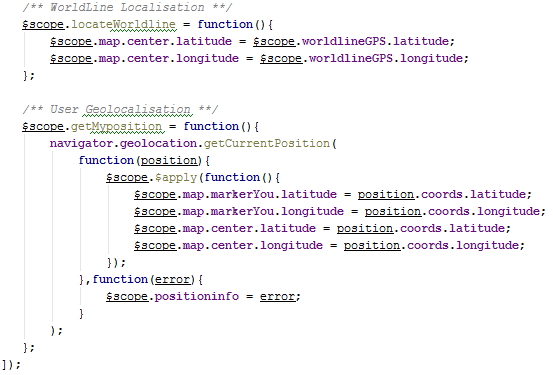 /** WorldLine Localisation **/
$scope.locateWorldline = function(){
$scope.map.center.latitude = $scope.worldlineGPS.latitude;
$scope.map.center.longitude = $scope.worldlineGPS.longitude;
};
/** User Geolocalisation **/
$scope.getMyposition = function(){
navigator.geolocation.getCurrentPosition(
function(position){
$scope.$apply(function(){
$scope.map.markerYou.latitude = position.coords.latitude;
$scope.map.markerYou.longitude = position.coords.longitude;
$scope.map.center.latitude = position.coords.latitude;
$scope.map.center.longitude = position.coords.longitude;
});
},function(error){
$scope.positioninfo = error;
}
);
};
]);